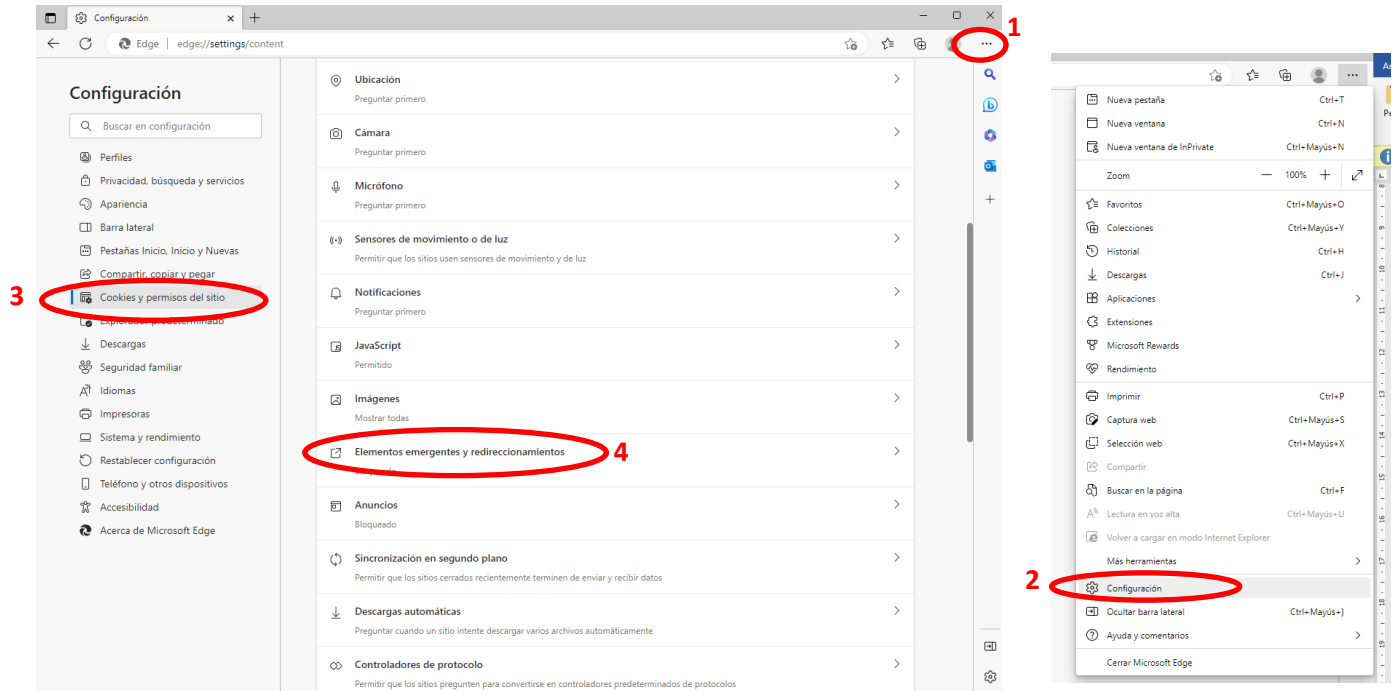 Configuración
1
Edge | edge://settings/content
Configuración
Buscar en configuración
Perfiles
Privacidad, búsqueda y servicios
Apariencia
Barra lateral
Pestañas Inicio, Inicio y Nuevas
Compartir, copiar y pegar
3
Cookies y permisos del sitio
Explorador predeterminado
Descargas
Seguridad familiar
Idiomas
Impresoras
Sistema y rendimiento
Restablecer configuración
Teléfono y otros dispositivos
Accesibilidad
Acerca de Microsoft Edge
Ubicación
Preguntar primero
Cámara
Preguntar primero
Micrófono
Preguntar primero
Sensores de movimiento o de luz
Permitir que los sitios usen sensores de movimiento y de luz
Notificaciones
Preguntar primero
JavaScript
Permitido
Imágenes
Mostrar todas
Elementos emergentes y redireccionamientos
4
Anuncios
Bloqueado
Sincronización en segundo plano
Permitir que los sitios cerrados recientemente terminen de enviar y recibir datos
Descargas automáticas
Preguntar cuando un sitio intente descargar varios archivos automáticamente
Controladores de protocolo
Permitir que los sitios pregunten para convertirse en controladores predeterminados de protocolos
Nueva pestaña Ctrl+T
Nueva ventana Ctrl+N
Nueva ventana de InPrivate Ctrl+Mayús+N
Zoom — 100% +
Favoritos Ctrl+Mayús+O
Colecciones Ctrl+Mayús+Y
Historial Ctrl+H
Descargas Ctrl+J
Aplicaciones
Extensiones
Microsoft Rewards
Rendimiento
Imprimir Ctrl+P
Captura web Ctrl+Mayús+S
Selección web Ctrl+Mayús+X
Compartir
Buscar en la página Ctrl+F
Lectura en voz alta Ctrl+Mayús+U
Volver a cargar en modo Internet Explorer
Más herramientas
2
Configuración
Ocultar barra lateral Ctrl+Mayús+}
Ayuda y comentarios
Cerrar Microsoft Edge